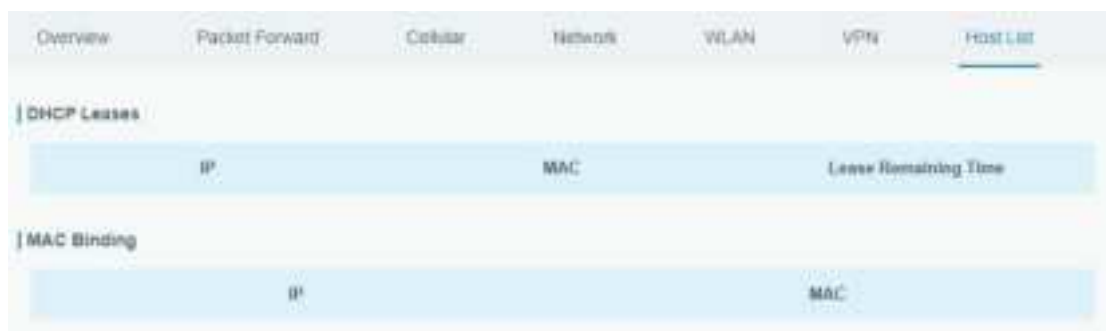 Overview Packet Forward Cellular Network WLAN VPN Host List
DHCP Leases
IP MAC Lease Remaining Time
MAC Binding
IP MAC